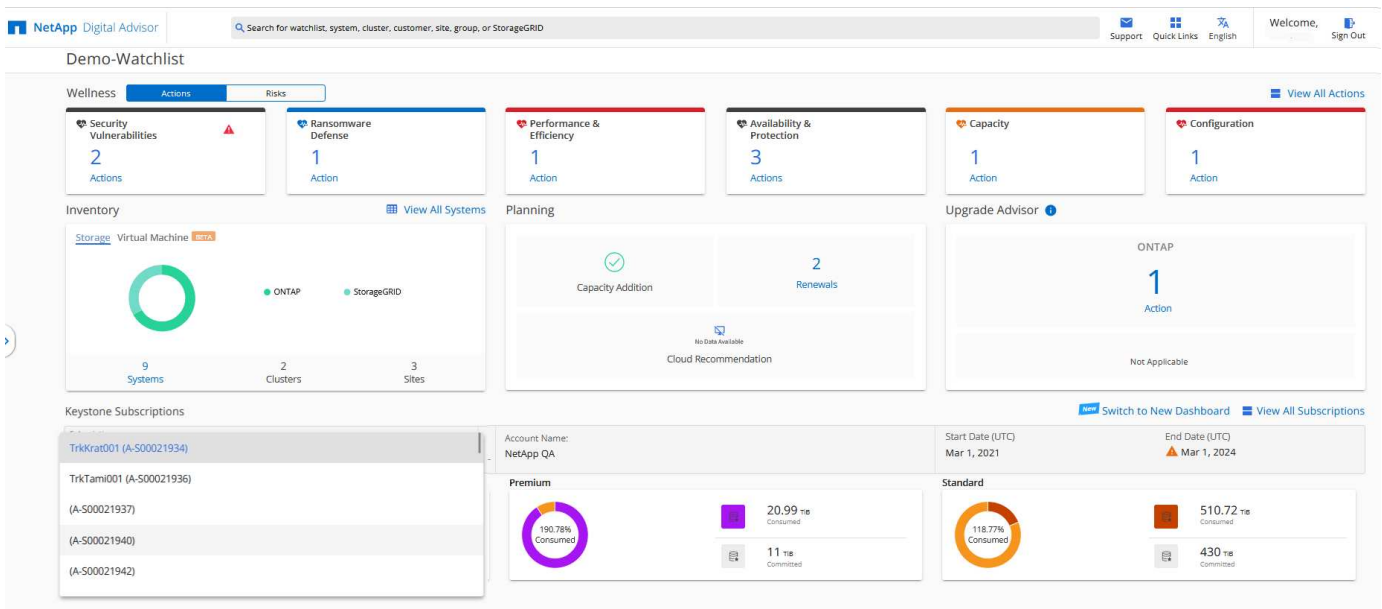 NetApp Digital Advisor
Search for watchlist, system, cluster, customer, site, group, or StorageGRID
Support
Quick Links
English
Welcome,
Sign Out
Demo-Watchlist
Wellness
Actions
Risks
View All Actions
Security Vulnerabilities
2
Actions
Ransomware Defense
1
Action
Performance & Efficiency
1
Action
Availability & Protection
3
Actions
Capacity
1
Action
Configuration
1
Action
Inventory
View All Systems
Storage
Virtual Machine BETA
ONTAP
StorageGRID
9
Systems
2
Clusters
3
Sites
Planning
Capacity Addition
2
Renewals
No Data Available
Cloud Recommendation
Upgrade Advisor
ONTAP
1
Action
Not Applicable
Keystone Subscriptions
New Switch to New Dashboard
View All Subscriptions
TrkKrat001 (A-S00021934)
TrkTami001 (A-S00021936)
(A-S00021937)
(A-S00021940)
(A-S00021942)
Account Name:
NetApp QA
Start Date (UTC)
Mar 1, 2021
End Date (UTC)
Mar 1, 2024
Premium
190.78%
Consumed
20.99 TiB
Consumed
11 TiB
Committed
Standard
118.77%
Consumed
510.72 TiB
Consumed
430 TiB
Committed